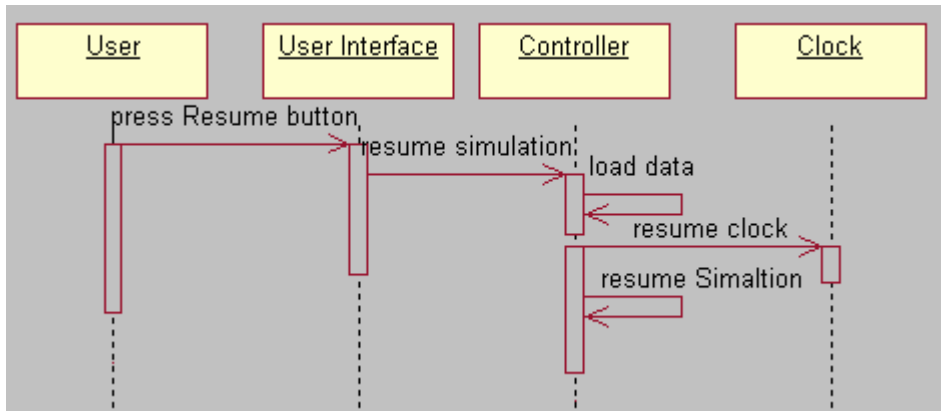 User
User Interface
Controller
Clock
press Resume button
resume simulation
load data
resume clock
resume Simaltion